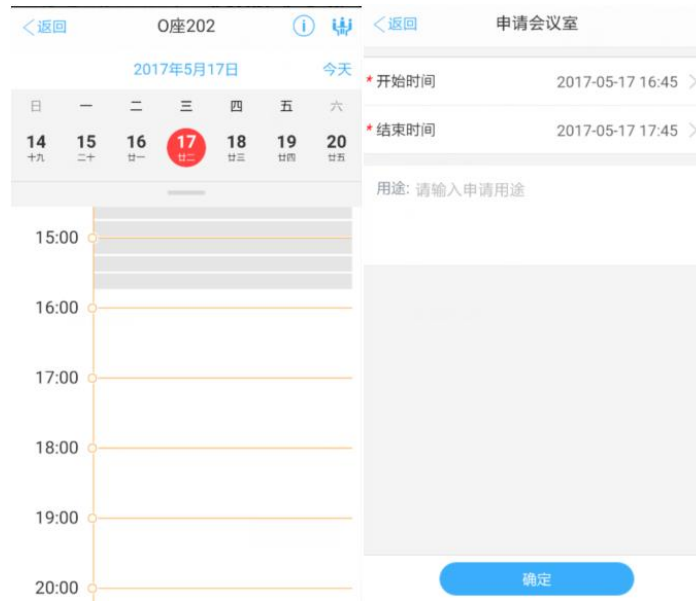 返回
O座202
2017年5月17日
今天
日 一 二 三 四 五 六
14 15 16 17 18 19 20
十九 二十 廿一 廿二 廿三 廿四 廿五
15:00
16:00
17:00
18:00
19:00
20:00
返回
申请会议室
* 开始时间 2017-05-17 16:45
* 结束时间 2017-05-17 17:45
用途: 请输入申请用途
确定